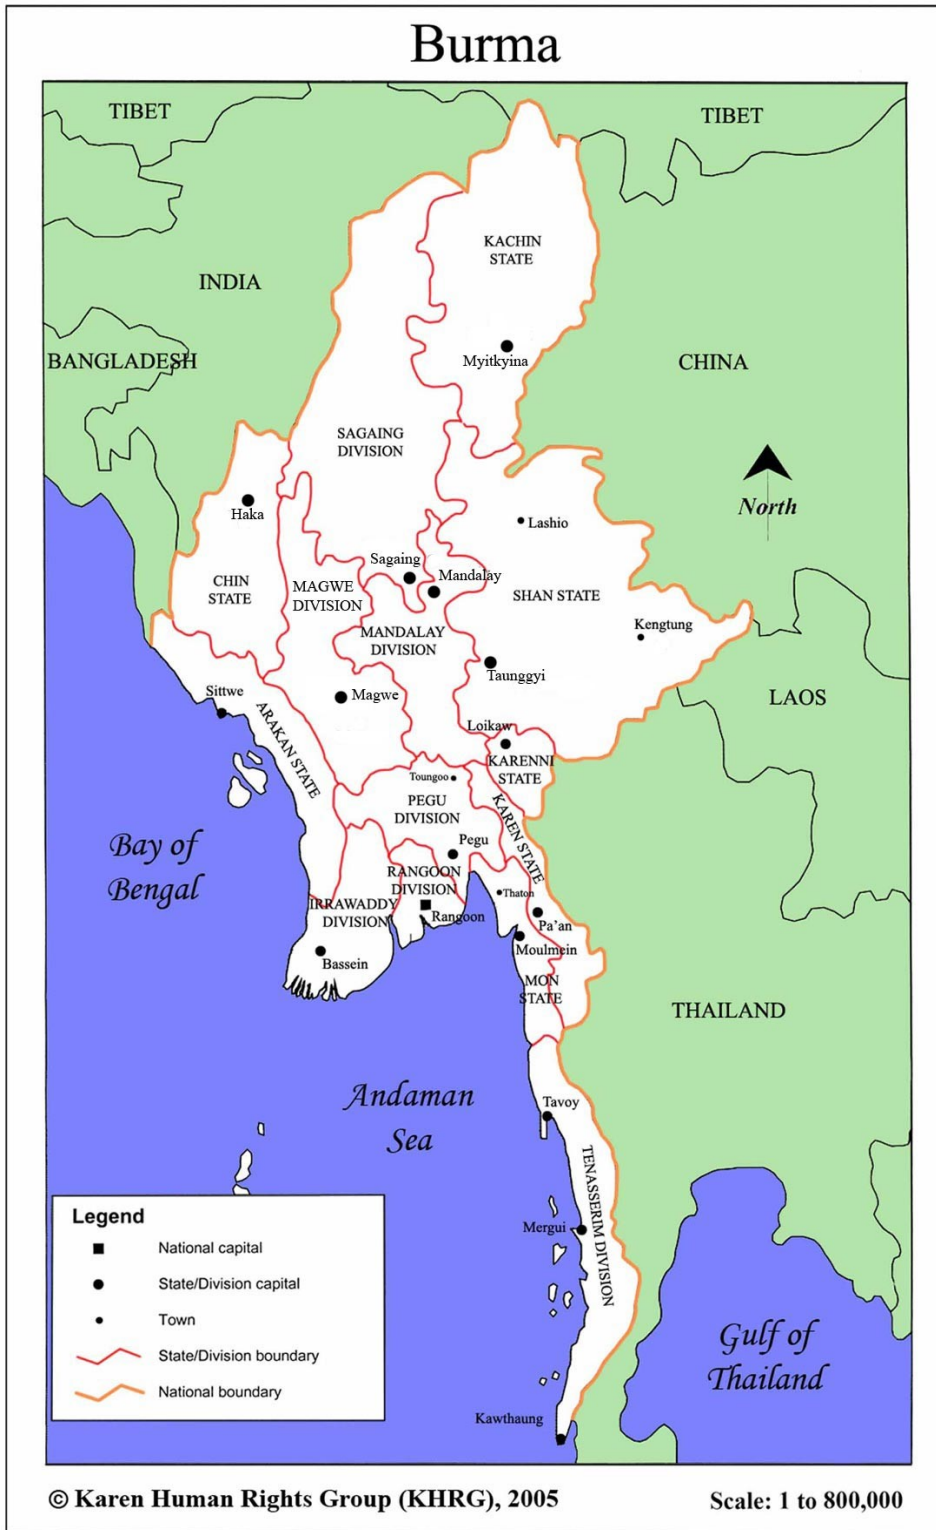 Burma
TIBET
TIBET
KACHIN
STATE
INDIA
Myitkyina
BANGLADESH
CHINA
SAGAING
DIVISION
North
Haka
Lashio
Sagaing
Mandalay
CHIN
STATE
MAGWE
DIVISION
SHAN STATE
MANDALAY
DIVISION
Kengtung
Taunggyi
Sittwe
Magwe
LAOS
ARAKAN STATE
Loikaw
KARENNI
STATE
Toungoo
PEGU
DIVISION
KAREN STATE
Bay of
Bengal
Pegu
RANGOON
DIVISION
Thaton
IRRAWADDY
DIVISION
Rangoon
Pa'an
Moulmein
Bassein
MON
STATE
THAILAND
Andaman
Sea
Tavoy
TENASSERIM DIVISION
Mergui
Legend
National capital
State/Division capital
Town
State/Division boundary
National boundary
Gulf of
Thailand
Kawthaung
© Karen Human Rights Group (KHRG), 2005
Scale: 1 to 800,000